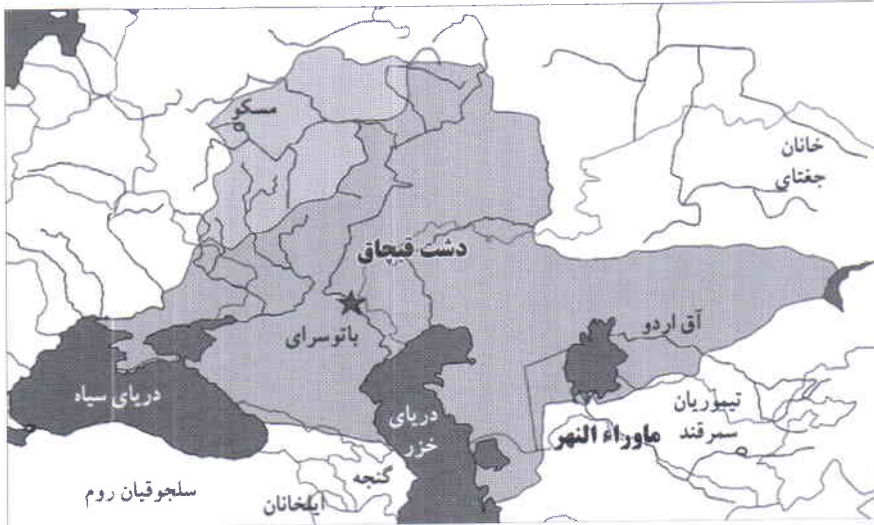 مسکو
خانان
جغتای
دشت قپچاق
باتوسرای
آق اردو
دریای سیاه
دریای
خزر
تیموریان
سمرقند
ماوراء النهر
گنجه
سلجوقیان روم
ایلخانان